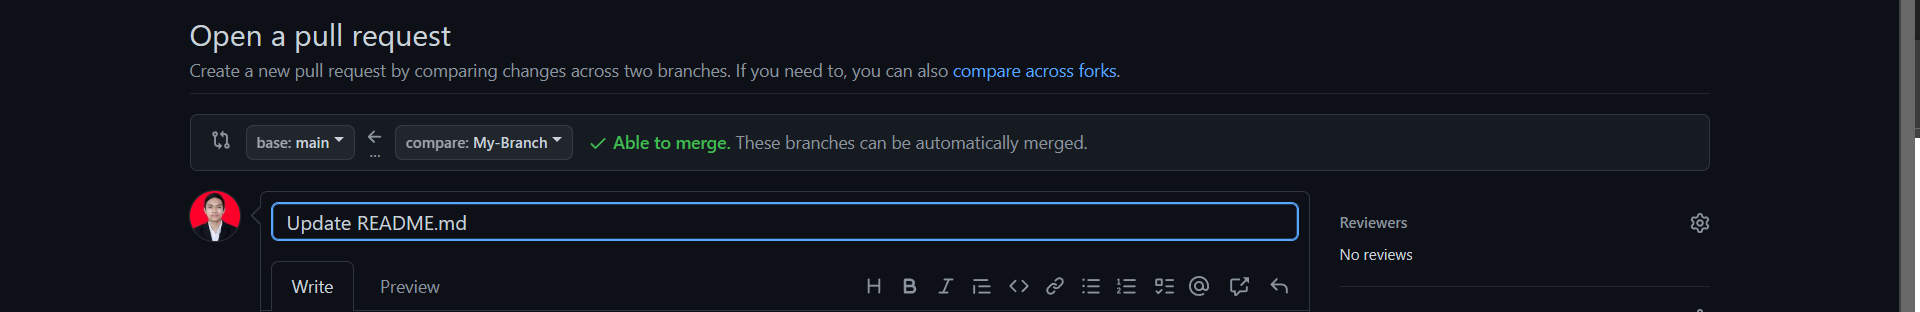 Open a pull request
Create a new pull request by comparing changes across two branches. If you need to, you can also compare across forks.
base: main
compare: My-Branch
Able to merge. These branches can be automatically merged.
Update README.md
Reviewers
No reviews
Write
Preview